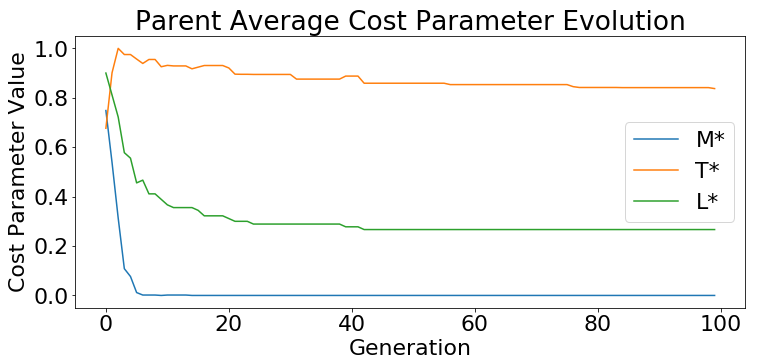 Parent Average Cost Parameter Evolution
Cost Parameter Value
1.0
0.8
0.6
0.4
0.2
0.0
M*
T*
L*
0 20 40 60 80 100
Generation